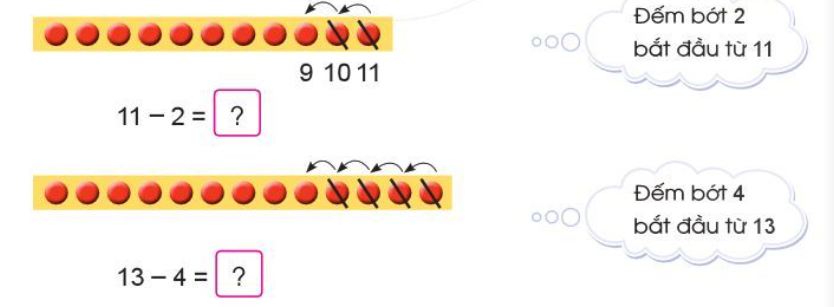 Đếm bớt 2
bắt đầu từ 11
9 10 11
11 – 2 = ?
Đếm bớt 4
bắt đầu từ 13
13 – 4 = ?